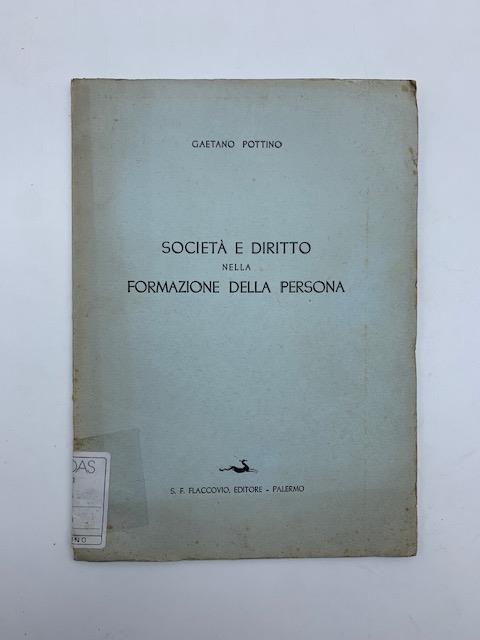 GAETANO POTTINO
SOCIETÀ E DIRITTO
NELLA
FORMAZIONE DELLA PERSONA
S. F. FLACCOVIO, EDITORE - PALERMO